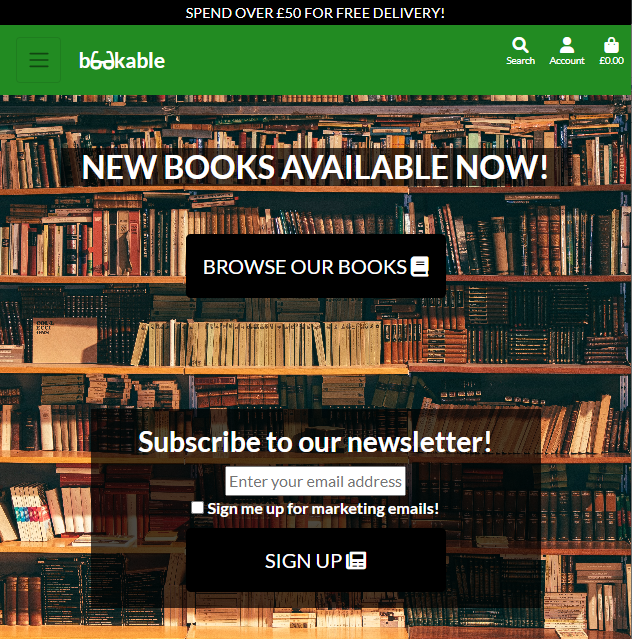 SPEND OVER £50 FOR FREE DELIVERY!
bookable
Search Account £0.00
NEW BOOKS AVAILABLE NOW!
BROWSE OUR BOOKS
Subscribe to our newsletter!
Enter your email address
Sign me up for marketing emails!
SIGN UP